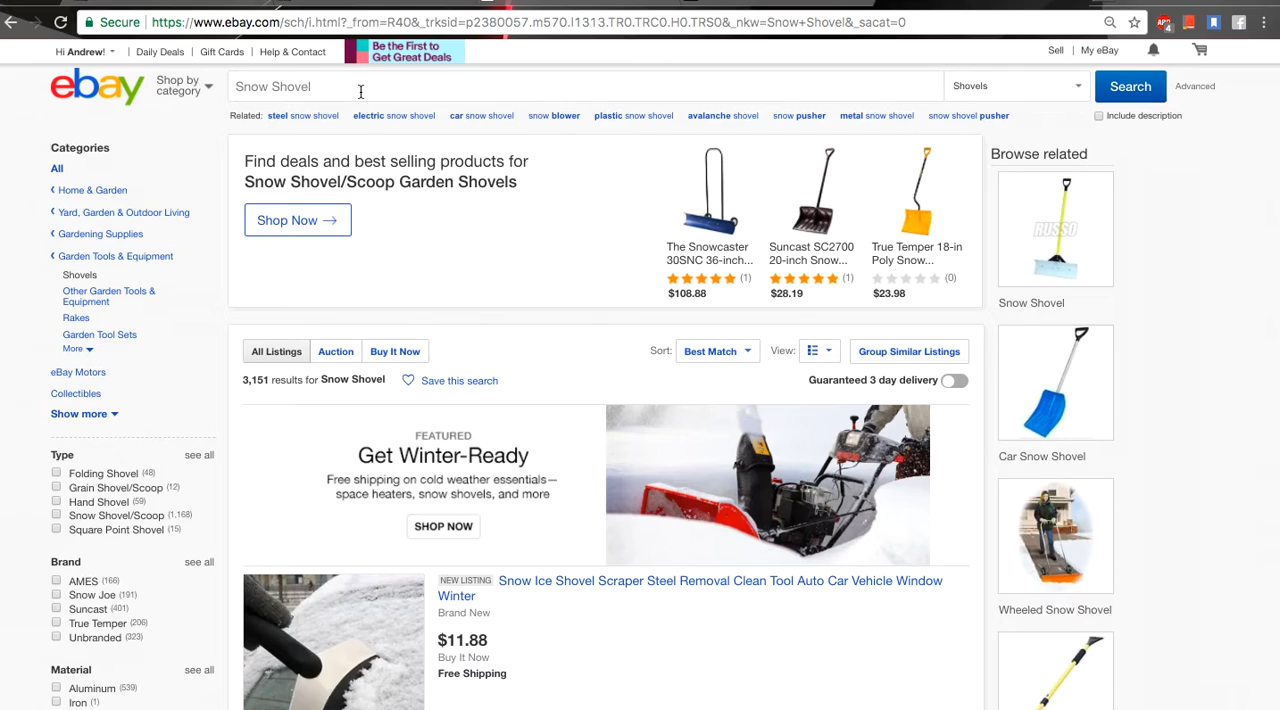 Secure https://www.ebay.com/sch/i.html?_from=R40&_trksid=p2380057.m570.l1313.TR0.TRC0.H0.TRS0&_nkw=Snow+Shovel&_sacat=0
4
Hi Andrew! Daily Deals Gift Cards Help & Contact
Be the First to
Get Great Deals
Sell My eBay
ebay
Shop by
category
Snow Shovel
Shovels
Search
Advanced
Related: steel snow shovel electric snow shovel car snow shovel snow blower plastic snow shovel avalanche shovel snow pusher metal snow shovel snow shovel pusher
Include description
Categories
All
Home & Garden
Yard, Garden & Outdoor Living
Gardening Supplies
Garden Tools & Equipment
Shovels
Other Garden Tools &
Equipment
Rakes
Garden Tool Sets
More
eBay Motors
Collectibles
Show more
Type see all
Folding Shovel (48)
Grain Shovel/Scoop (12)
Hand Shovel (59)
Snow Shovel/Scoop (1,168)
Square Point Shovel (15)
Brand see all
AMES (166)
Snow Joe (191)
Suncast (401)
True Temper (206)
Unbranded (323)
Material see all
Aluminum (539)
Iron (1)
Find deals and best selling products for
Snow Shovel/Scoop Garden Shovels
Shop Now
The Snowcaster
30SNC 36-inch...
(1)
$108.88
Suncast SC2700
20-inch Snow...
(1)
$28.19
True Temper 18-in
Poly Snow...
(0)
$23.98
All Listings Auction Buy It Now
Sort: Best Match View: Group Similar Listings
3,151 results for Snow Shovel Save this search
Guaranteed 3 day delivery
FEATURED
Get Winter-Ready
Free shipping on cold weather essentials—
space heaters, snow shovels, and more
SHOP NOW
NEW LISTING Snow Ice Shovel Scraper Steel Removal Clean Tool Auto Car Vehicle Window
Winter
Brand New
$11.88
Buy It Now
Free Shipping
Browse related
RUSSO
Snow Shovel
Car Snow Shovel
Wheeled Snow Shovel